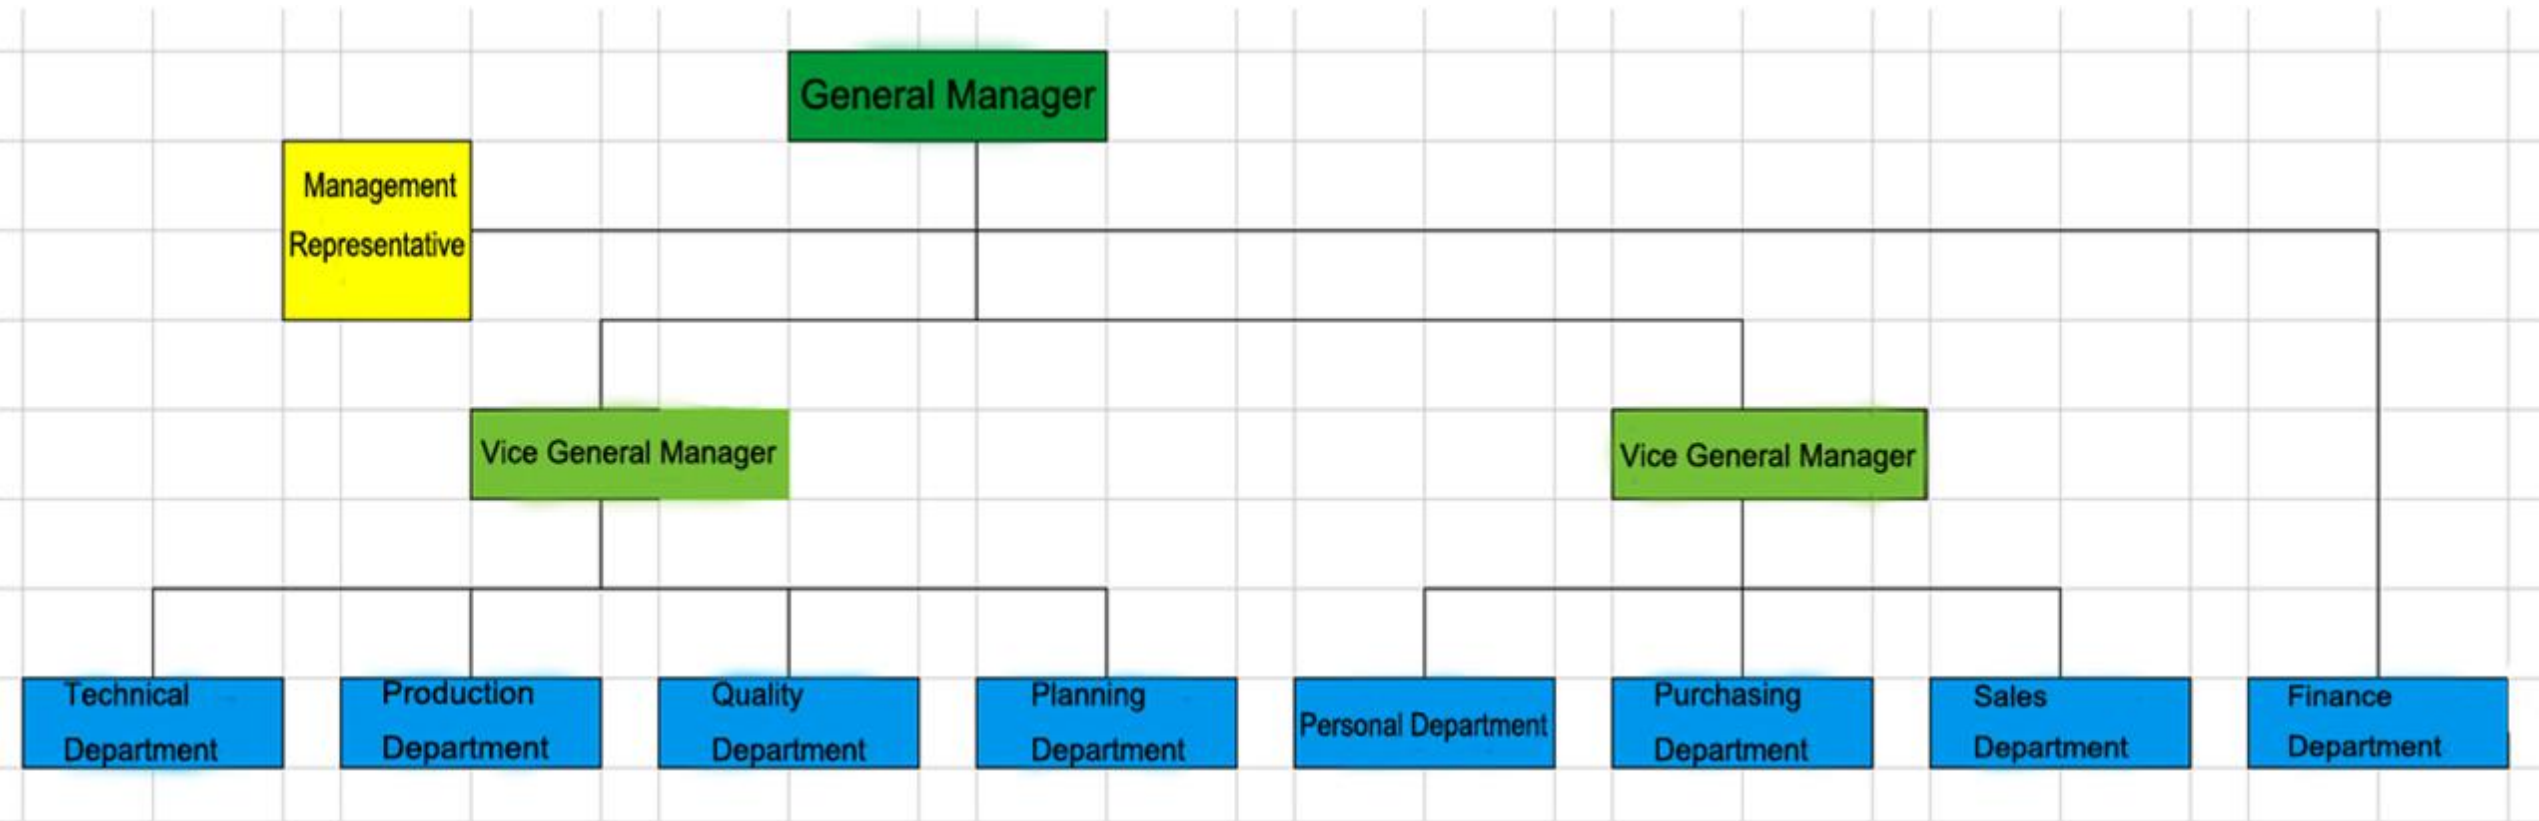 General Manager
Management
Representative
Vice General Manager
Vice General Manager
Technical
Department
Production
Department
Quality
Department
Planning
Department
Personal Department
Purchasing
Department
Sales
Department
Finance
Department